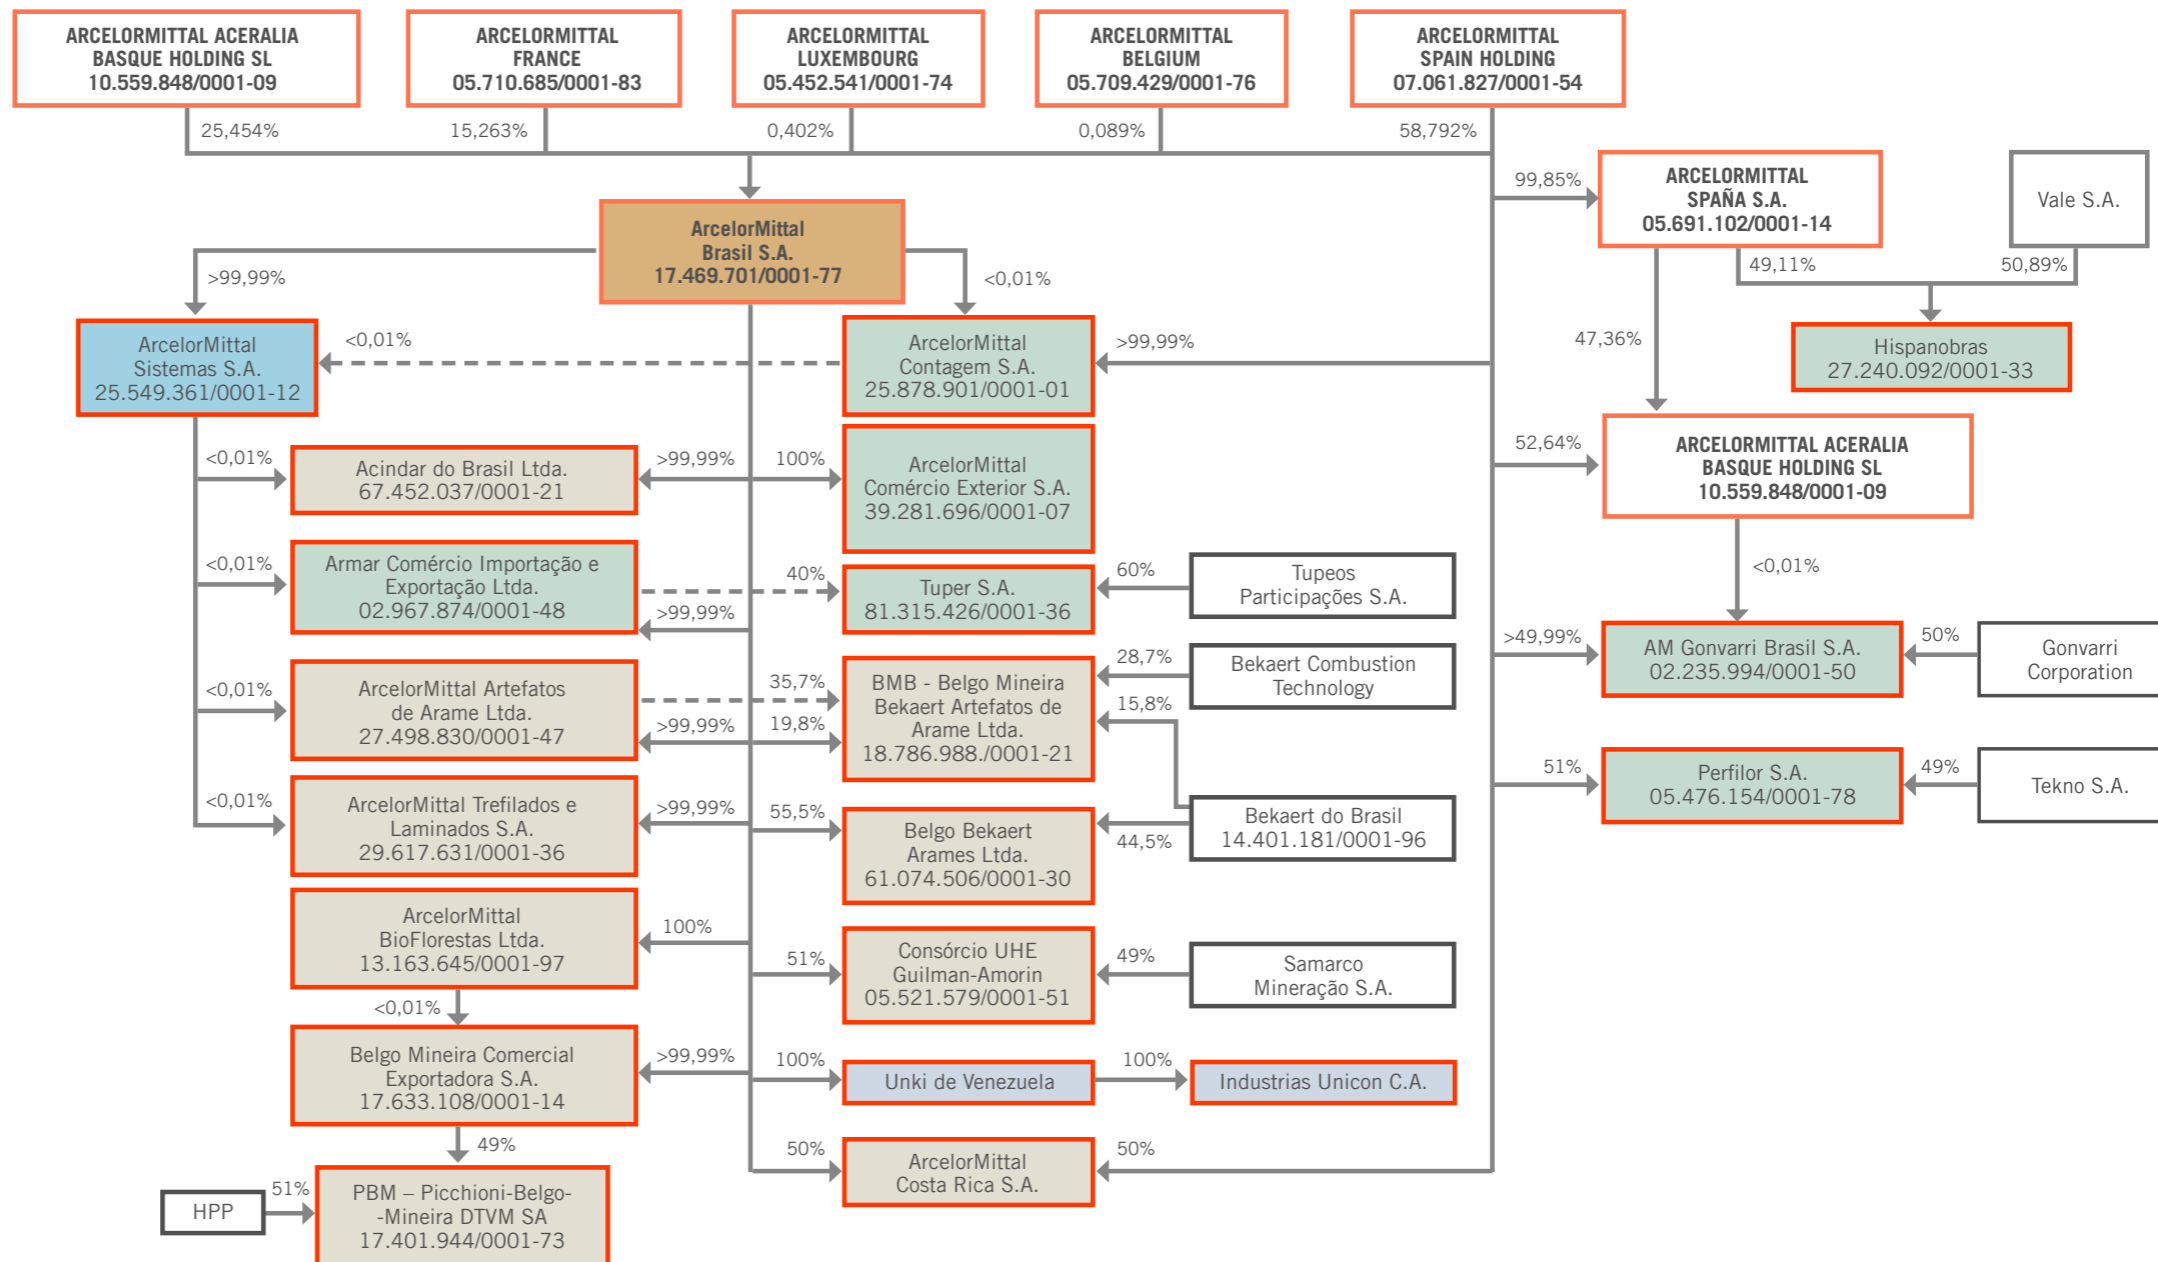 ARCELORMITTAL ACERALIA
BASQUE HOLDING SL
10.559.848/0001-09
ARCELORMITTAL
FRANCE
05.710.685/0001-83
ARCELORMITTAL
LUXEMBOURG
05.452.541/0001-74
ARCELORMITTAL
BELGIUM
05.709.429/0001-76
ARCELORMITTAL
SPAIN HOLDING
07.061.827/0001-54
25,454%
15,263%
0,402%
0,089%
58,792%
99,85%
ARCELORMITTAL
SPAÑA S.A.
05.691.102/0001-14
Vale S.A.
49,11%
50,89%
47,36%
Hispanobras
27.240.092/0001-33
ArcelorMittal
Brasil S.A.
17.469.701/0001-77
>99,99%
<0,01%
ArcelorMittal
Sistemas S.A.
25.549.361/0001-12
<0,01%
ArcelorMittal
Contagem S.A.
25.878.901/0001-01
>99,99%
52,64%
ARCELORMITTAL ACERALIA
BASQUE HOLDING SL
10.559.848/0001-09
<0,01%
<0,01%
Acindar do Brasil Ltda.
67.452.037/0001-21
>99,99%
100%
ArcelorMittal
Comércio Exterior S.A.
39.281.696/0001-07
<0,01%
Armar Comércio Importação e
Exportação Ltda.
02.967.874/0001-48
40%
>99,99%
Tuper S.A.
81.315.426/0001-36
60%
Tupeos
Participações S.A.
>49,99%
AM Gonvarri Brasil S.A.
02.235.994/0001-50
50%
Gonvarri
Corporation
<0,01%
ArcelorMittal Artefatos
de Arame Ltda.
27.498.830/0001-47
35,7%
>99,99%
19,8%
BMB - Belgo Mineira
Bekaert Artefatos de
Arame Ltda.
18.786.988./0001-21
28,7%
15,8%
Bekaert Combustion
Technology
51%
Perfilor S.A.
05.476.154/0001-78
49%
Tekno S.A.
<0,01%
ArcelorMittal Trefilados e
Laminados S.A.
29.617.631/0001-36
>99,99%
55,5%
Belgo Bekaert
Arames Ltda.
61.074.506/0001-30
44,5%
Bekaert do Brasil
14.401.181/0001-96
ArcelorMittal
BioFlorestas Ltda.
13.163.645/0001-97
100%
51%
Consórcio UHE
Guilman-Amorin
05.521.579/0001-51
49%
Samarco
Mineração S.A.
<0,01%
Belgo Mineira Comercial
Exportadora S.A.
17.633.108/0001-14
>99,99%
100%
Unki de Venezuela
100%
Industrias Unicon C.A.
49%
50%
ArcelorMittal
Costa Rica S.A.
50%
HPP
51%
PBM – Picchioni-Belgo-
-Mineira DTVM SA
17.401.944/0001-73